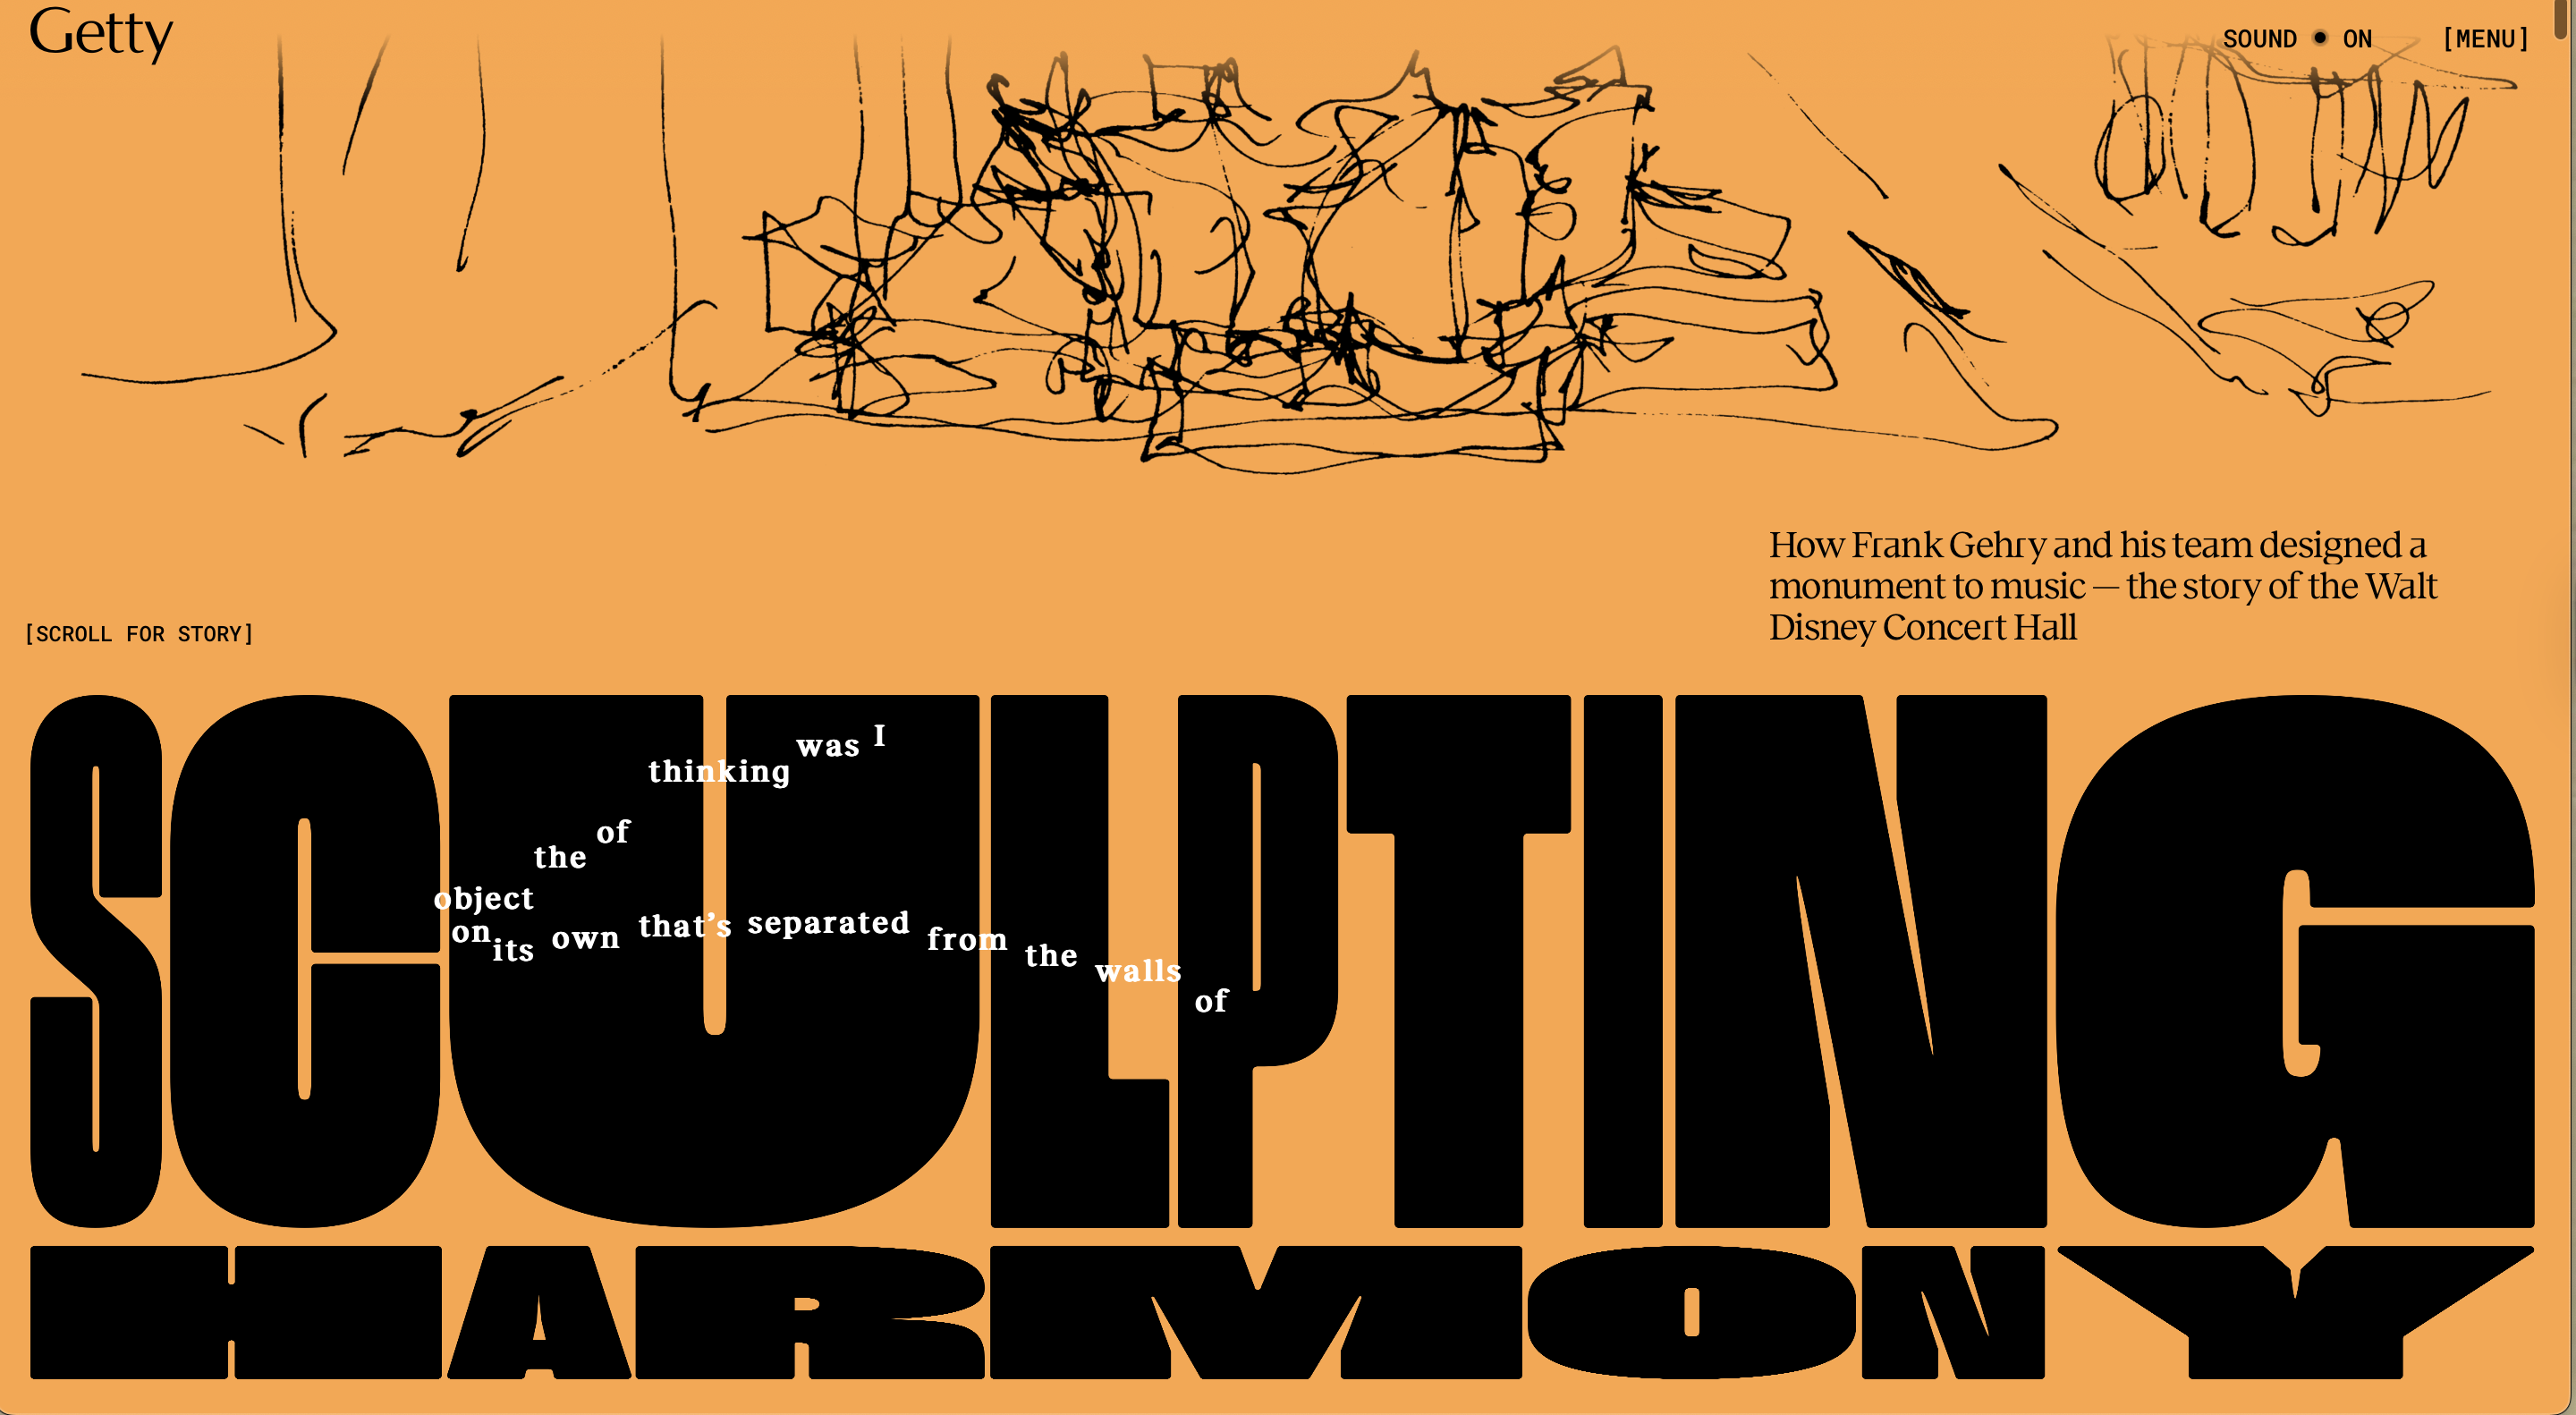 Getty
SOUND ON [MENU]
How Frank Gehry and his team designed a
monument to music — the story of the Walt
Disney Concert Hall
[SCROLL FOR STORY]
SCULPTING
HARMONY
I was thinking of the object on its own that’s separated from the walls of